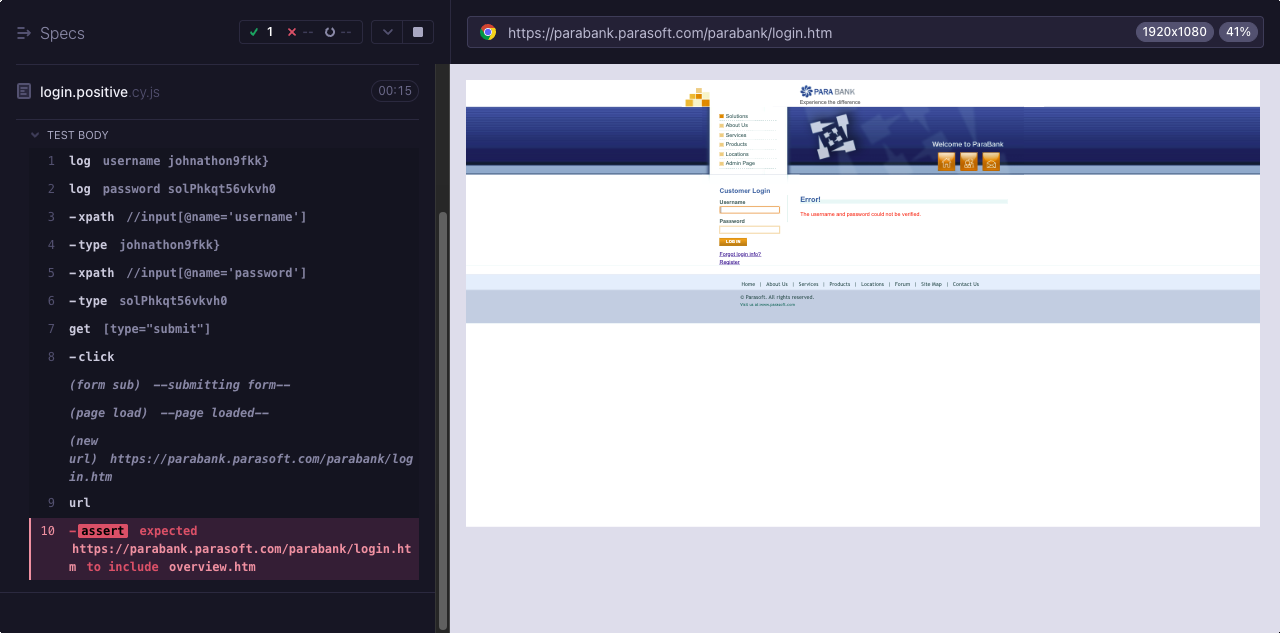 Specs
1 -- --
login.positive.cy.js
00:15
TEST BODY
1 log username johnathon9fkk}
2 log password solPhkqt56vkvh0
3 -xpath //input[@name='username']
4 -type johnathon9fkk}
5 -xpath //input[@name='password']
6 -type solPhkqt56vkvh0
7 get [type="submit"]
8 -click
(form sub) --submitting form--
(page load) --page loaded--
(new
url) https://parabank.parasoft.com/parabank/log
in.htm
9 url
10 -assert expected
https://parabank.parasoft.com/parabank/login.ht
m to include overview.htm
https://parabank.parasoft.com/parabank/login.htm
1920x1080
41%
PARA BANK
Experience the difference
Solutions
About Us
Services
Products
Locations
Admin Page
Welcome to ParaBank
Customer Login
Username
Password
LOG IN
Forgot login info?
Register
Error!
The username and password could not be verified.
Home | About Us | Services | Products | Locations | Forum | Site Map | Contact Us
© Parasoft. All rights reserved.
Visit us at www.parasoft.com